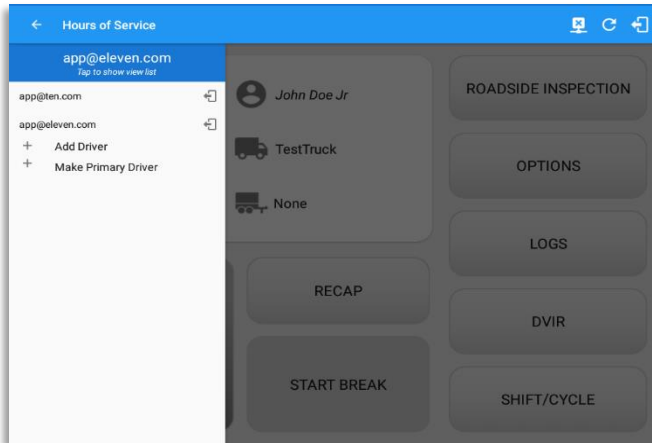 Hours of Service
app@eleven.com
Tap to show view list
app@ten.com
app@eleven.com
+ Add Driver
+ Make Primary Driver
John Doe Jr
TestTruck
None
RECAP
START BREAK
ROADSIDE INSPECTION
OPTIONS
LOGS
DVIR
SHIFT/CYCLE